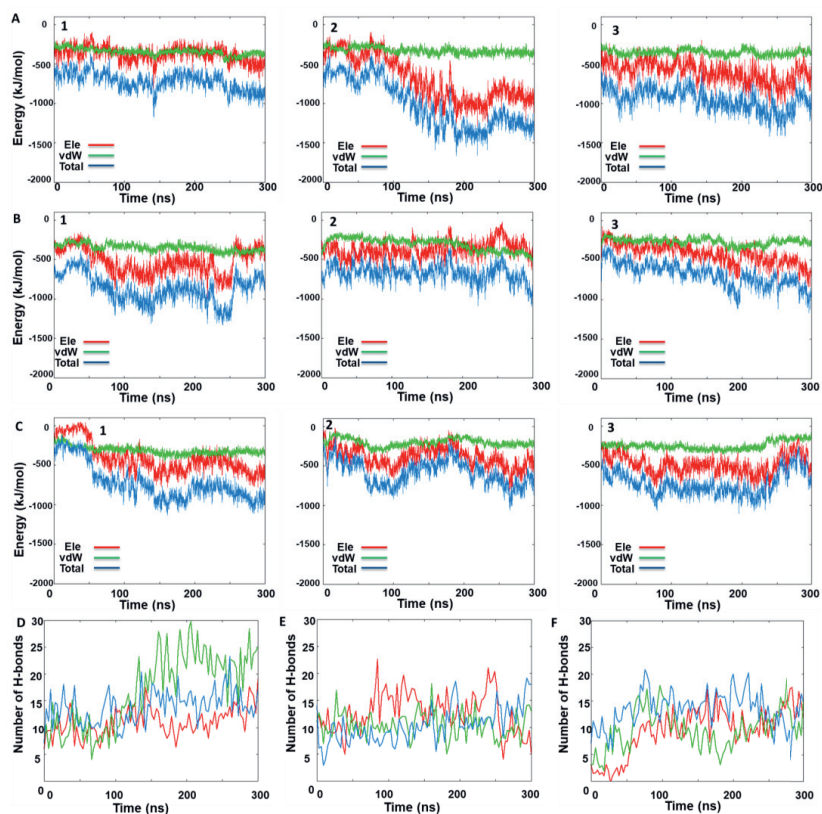 A
1
2
3
0
-500
-1000
-1500
-2000
Energy (kJ/mol)
Ele
vdW
Total
0 100 200 300
Time (ns)
0
-500
-1000
-1500
-2000
Ele
vdW
Total
0 100 200 300
Time (ns)
0
-500
-1000
-1500
-2000
Ele
vdW
Total
0 100 200 300
Time (ns)
B
1
2
3
0
-500
-1000
-1500
-2000
Energy (kJ/mol)
Ele
vdW
Total
0 100 200 300
Time (ns)
0
-500
-1000
-1500
-2000
Ele
vdW
Total
0 100 200 300
Time (ns)
0
-500
-1000
-1500
-2000
Ele
vdW
Total
0 100 200 300
Time (ns)
C
1
2
3
0
-500
-1000
-1500
-2000
Energy (kJ/mol)
Ele
vdW
Total
0 100 200 300
Time (ns)
0
-500
-1000
-1500
-2000
Ele
vdW
Total
0 100 200 300
Time (ns)
0
-500
-1000
-1500
-2000
Ele
vdW
Total
0 100 200 300
Time (ns)
D
30
25
20
15
10
5
0
Number of H-bonds
0 100 200 300
Time (ns)
E
30
25
20
15
10
5
0
Number of H-bonds
0 100 200 300
Time (ns)
F
30
25
20
15
10
5
0
Number of H-bonds
0 100 200 300
Time (ns)